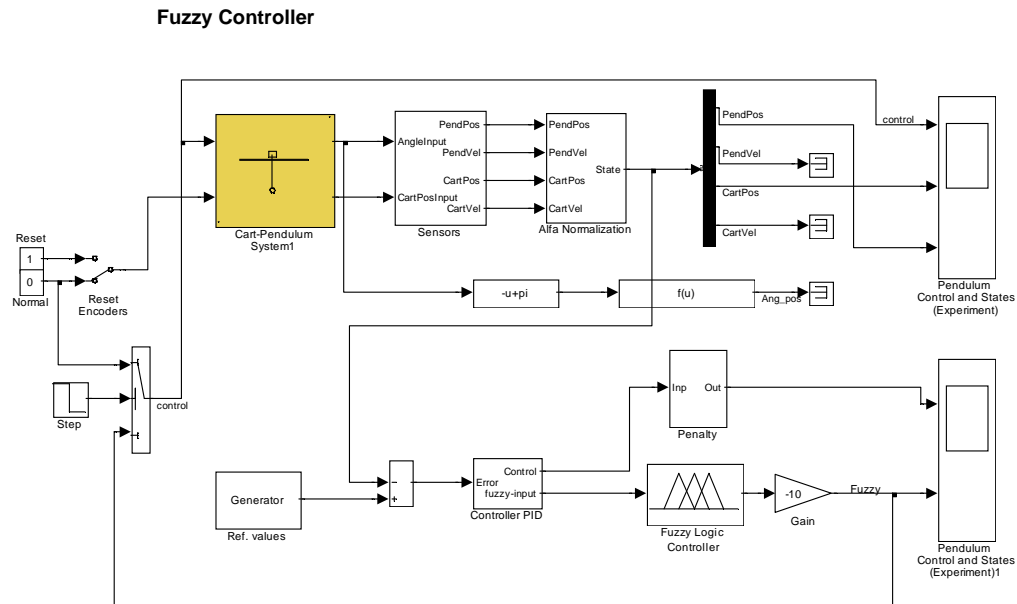 Fuzzy Controller
control
PendPos
PendVel
CartPos
CartVel
AngleInput
CartPosInput
PendPos
PendVel
CartPos
CartVel
Sensors
PendPos
PendVel
CartPos
CartVel
State
Alfa Normalization
Cart-Pendulum
System1
Reset
1
0
Normal
Reset
Encoders
-u+pi
f(u)
Ang_pos
Pendulum
Control and States
(Experiment)
Step
control
Inp
Out
Penalty
Generator
Ref. values
−
+
Error
Control
fuzzy-input
Controller PID
Fuzzy Logic
Controller
-10
Gain
Fuzzy
Pendulum
Control and States
(Experiment)1